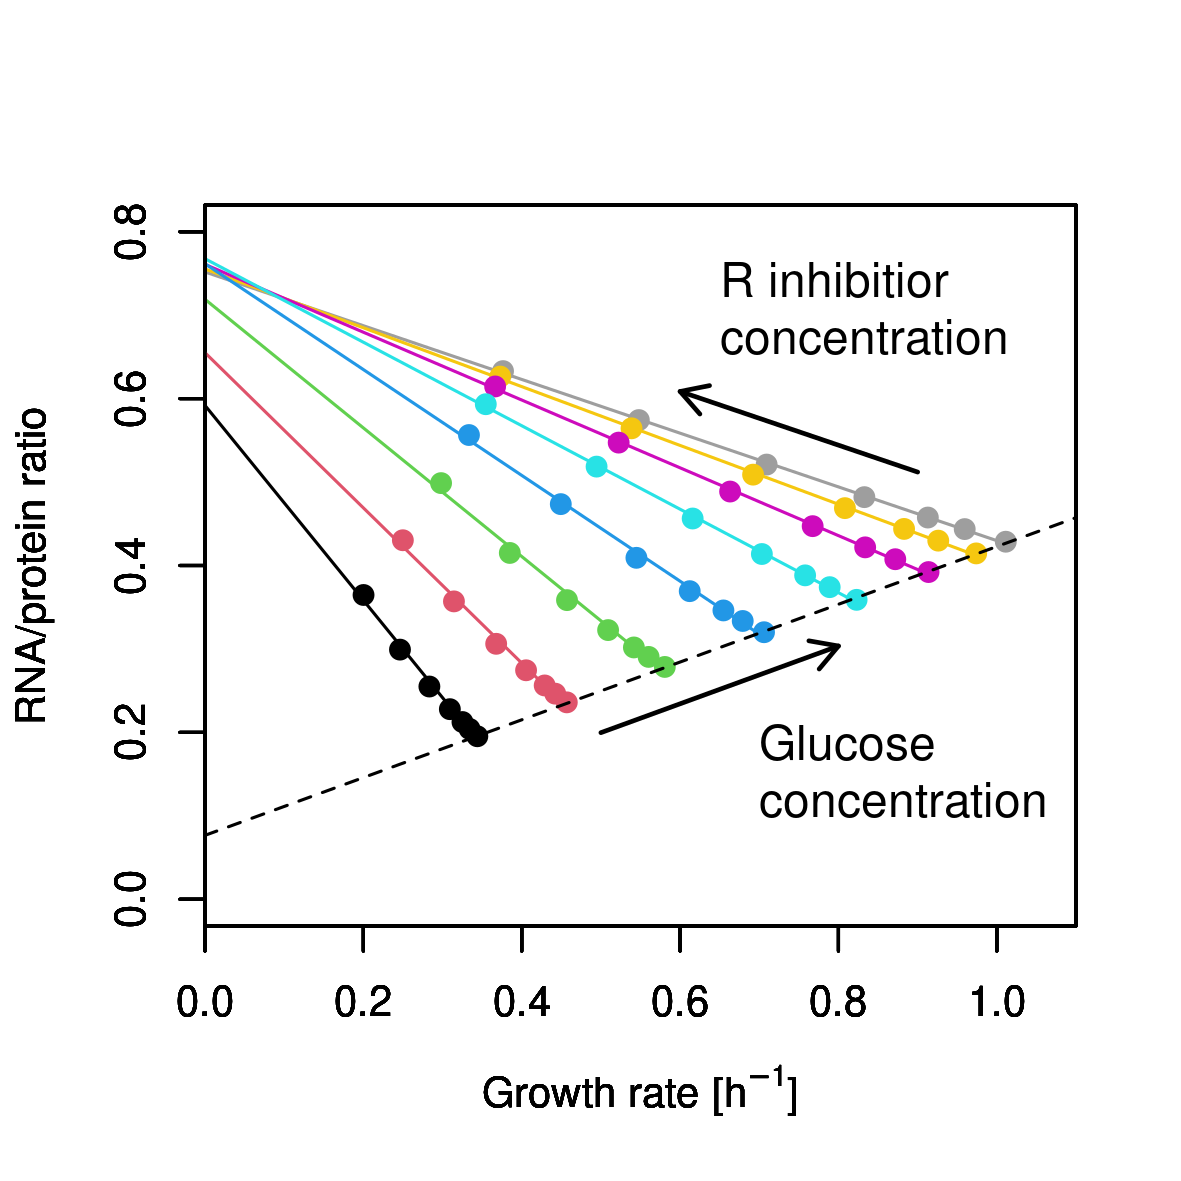 R inhibitior
concentration
Glucose
concentration
RNA/protein ratio
0.8
0.6
0.4
0.2
0.0
0.0 0.2 0.4 0.6 0.8 1.0
Growth rate [h⁻¹]